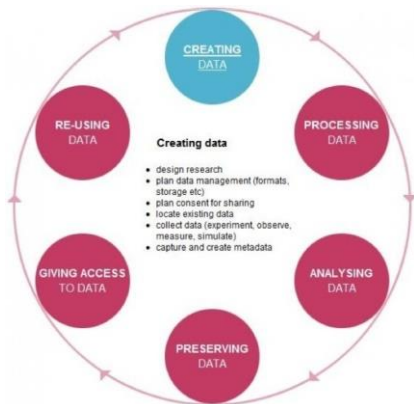 CREATING
DATA
RE-USING
DATA
PROCESSING
DATA
Creating data
design research
plan data management (formats,
storage etc)
plan consent for sharing
locate existing data
collect data (experiment, observe,
measure, simulate)
capture and create metadata
GIVING ACCESS
TO DATA
ANALYSING
DATA
PRESERVING
DATA